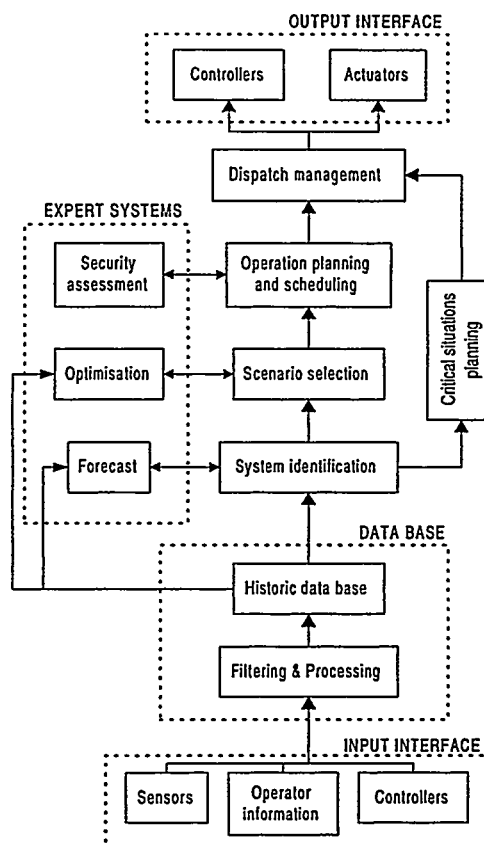 OUTPUT INTERFACE
Controllers
Actuators
Dispatch management
EXPERT SYSTEMS
Security
assessment
Operation planning
and scheduling
Critical situations
planning
Optimisation
Scenario selection
Forecast
System identification
DATA BASE
Historic data base
Filtering & Processing
INPUT INTERFACE
Sensors
Operator
information
Controllers